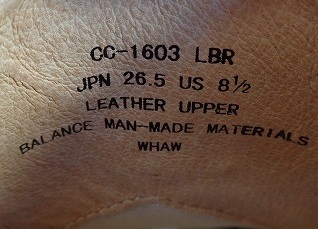 CC-1603 LBR
JPN 26.5 US 8½
LEATHER UPPER
BALANCE MAN-MADE MATERIALS
WHAW